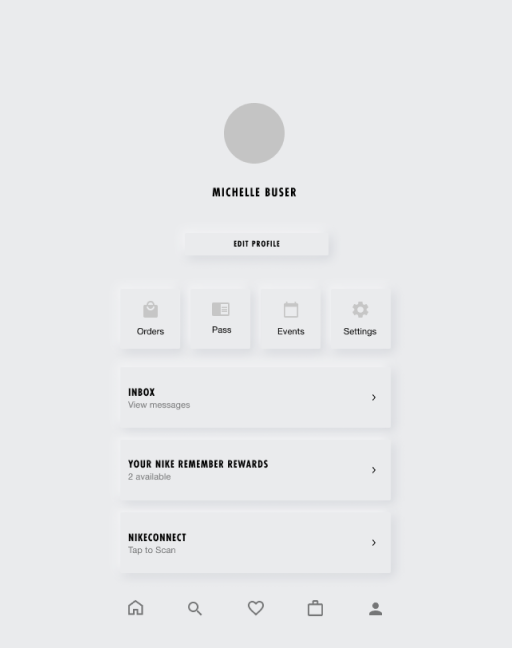 MICHELLE BUSER
EDIT PROFILE
Orders
Pass
Events
Settings
INBOX
View messages
YOUR NIKE REMEMBER REWARDS
2 available
NIKECONNECT
Tap to Scan